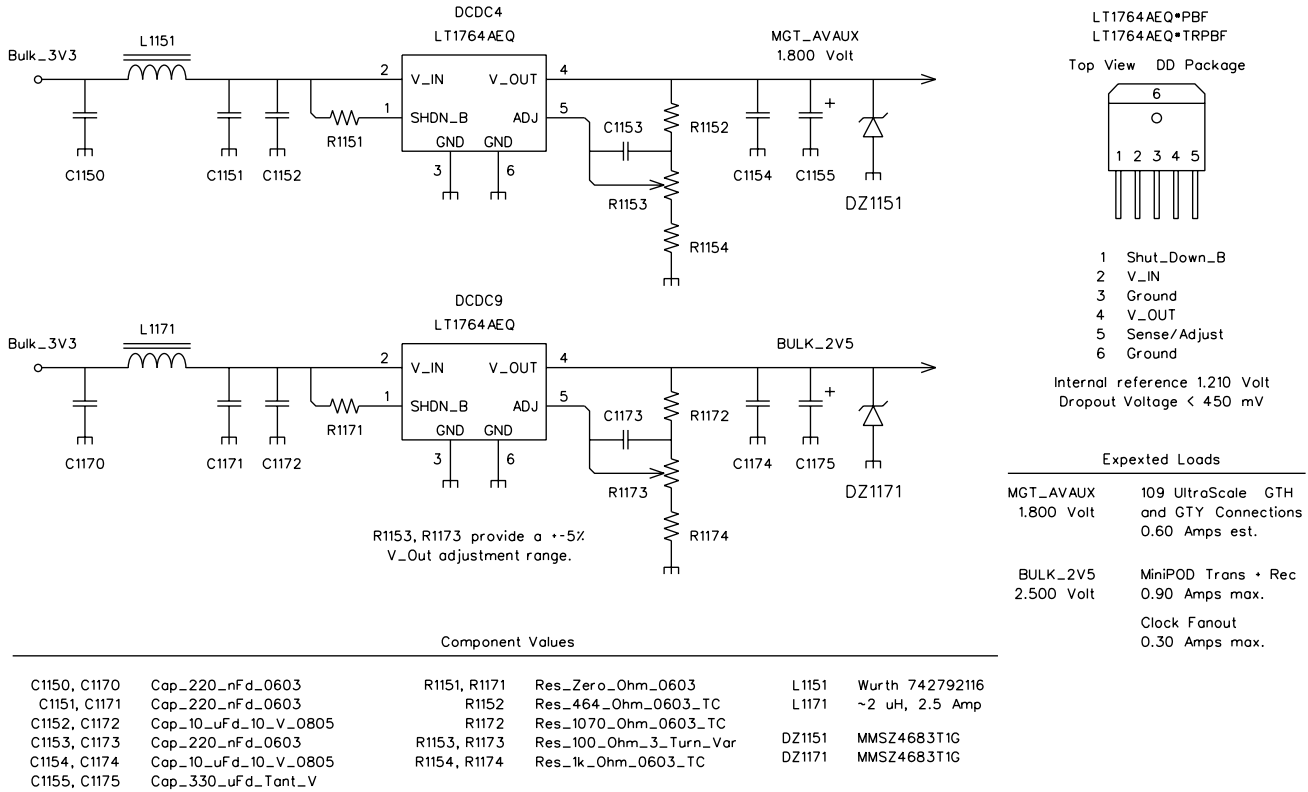 DCDC4
LT1764AEQ
Bulk_3V3
L1151
MGT_AVAUX
1.800 Volt
2
V_IN
V_OUT
4
1
SHDN_B
ADJ
5
GND
GND
3
6
R1151
C1150
C1151
C1152
C1153
R1152
R1153
R1154
C1154
+
C1155
DZ1151
DCDC9
LT1764AEQ
Bulk_3V3
L1171
BULK_2V5
2
V_IN
V_OUT
4
1
SHDN_B
ADJ
5
GND
GND
3
6
R1171
C1170
C1171
C1172
C1173
R1172
R1173
R1174
C1174
+
C1175
DZ1171
R1153, R1173 provide a +-5%
V_Out adjustment range.
LT1764AEQ*PBF
LT1764AEQ*TRPBF
Top View DD Package
6
1 2 3 4 5
1 Shut_Down_B
2 V_IN
3 Ground
4 V_OUT
5 Sense/Adjust
6 Ground
Internal reference 1.210 Volt
Dropout Voltage < 450 mV
Expexted Loads
MGT_AVAUX 109 UltraScale GTH
1.800 Volt and GTY Connections
0.60 Amps est.
BULK_2V5 MiniPOD Trans + Rec
2.500 Volt 0.90 Amps max.
Clock Fanout
0.30 Amps max.
Component Values
C1150, C1170 Cap_220_nFd_0603
C1151, C1171 Cap_220_nFd_0603
C1152, C1172 Cap_10_uFd_10_V_0805
C1153, C1173 Cap_220_nFd_0603
C1154, C1174 Cap_10_uFd_10_V_0805
C1155, C1175 Cap_330_uFd_Tant_V
R1151, R1171 Res_Zero_Ohm_0603
R1152 Res_464_Ohm_0603_TC
R1172 Res_1070_Ohm_0603_TC
R1153, R1173 Res_100_Ohm_3_Turn_Var
R1154, R1174 Res_1k_Ohm_0603_TC
L1151 Wurth 742792116
L1171 ~2 uH, 2.5 Amp
DZ1151 MMSZ4683T1G
DZ1171 MMSZ4683T1G